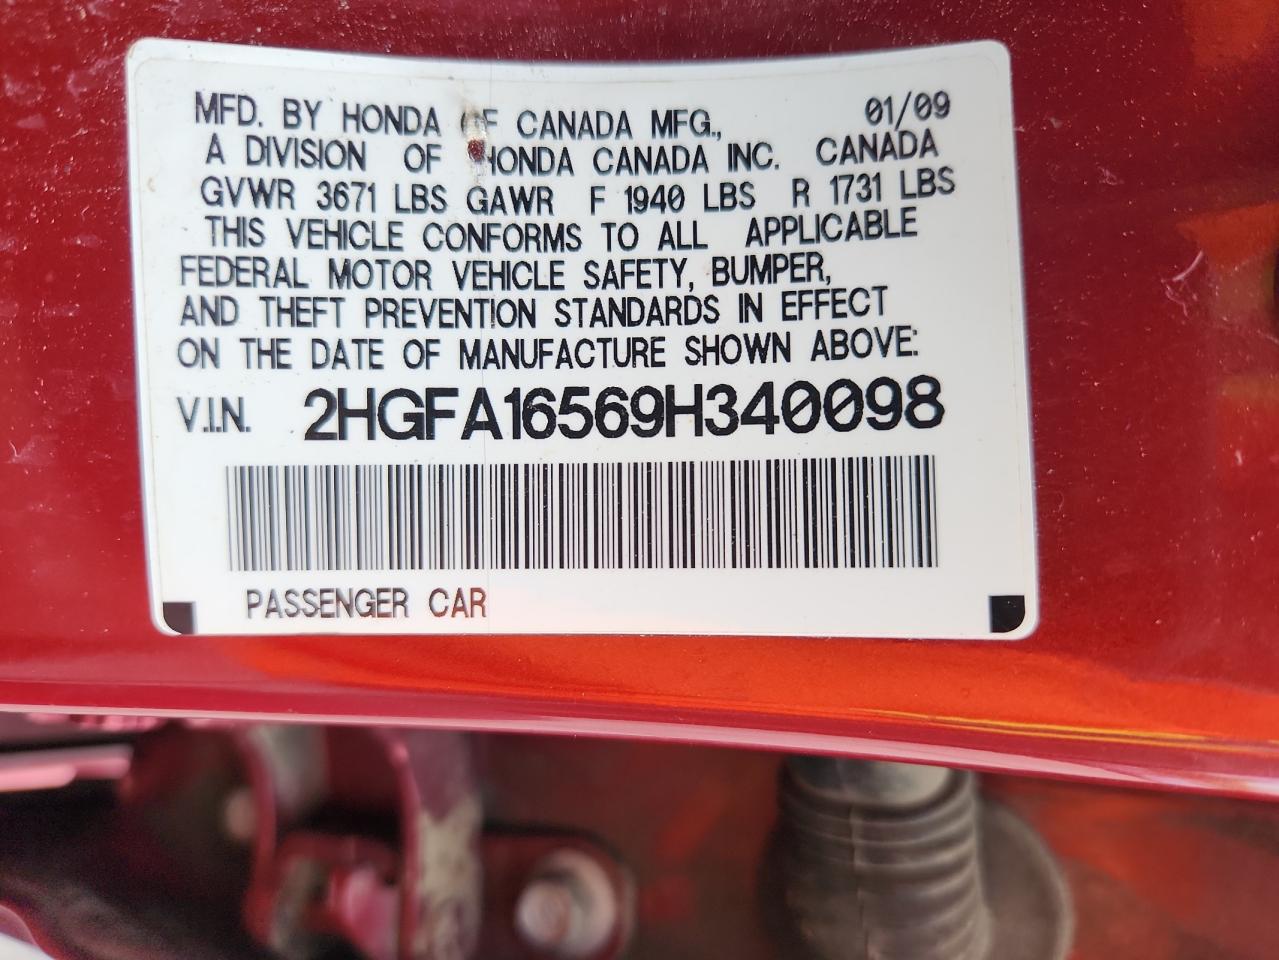 MFD. BY HONDA OF CANADA MFG., 01/09
A DIVISION OF HONDA CANADA INC. CANADA
GVWR 3671 LBS GAWR F 1940 LBS R 1731 LBS
THIS VEHICLE CONFORMS TO ALL APPLICABLE
FEDERAL MOTOR VEHICLE SAFETY, BUMPER,
AND THEFT PREVENTION STANDARDS IN EFFECT
ON THE DATE OF MANUFACTURE SHOWN ABOVE:
V.I.N. 2HGFA16569H340098
PASSENGER CAR